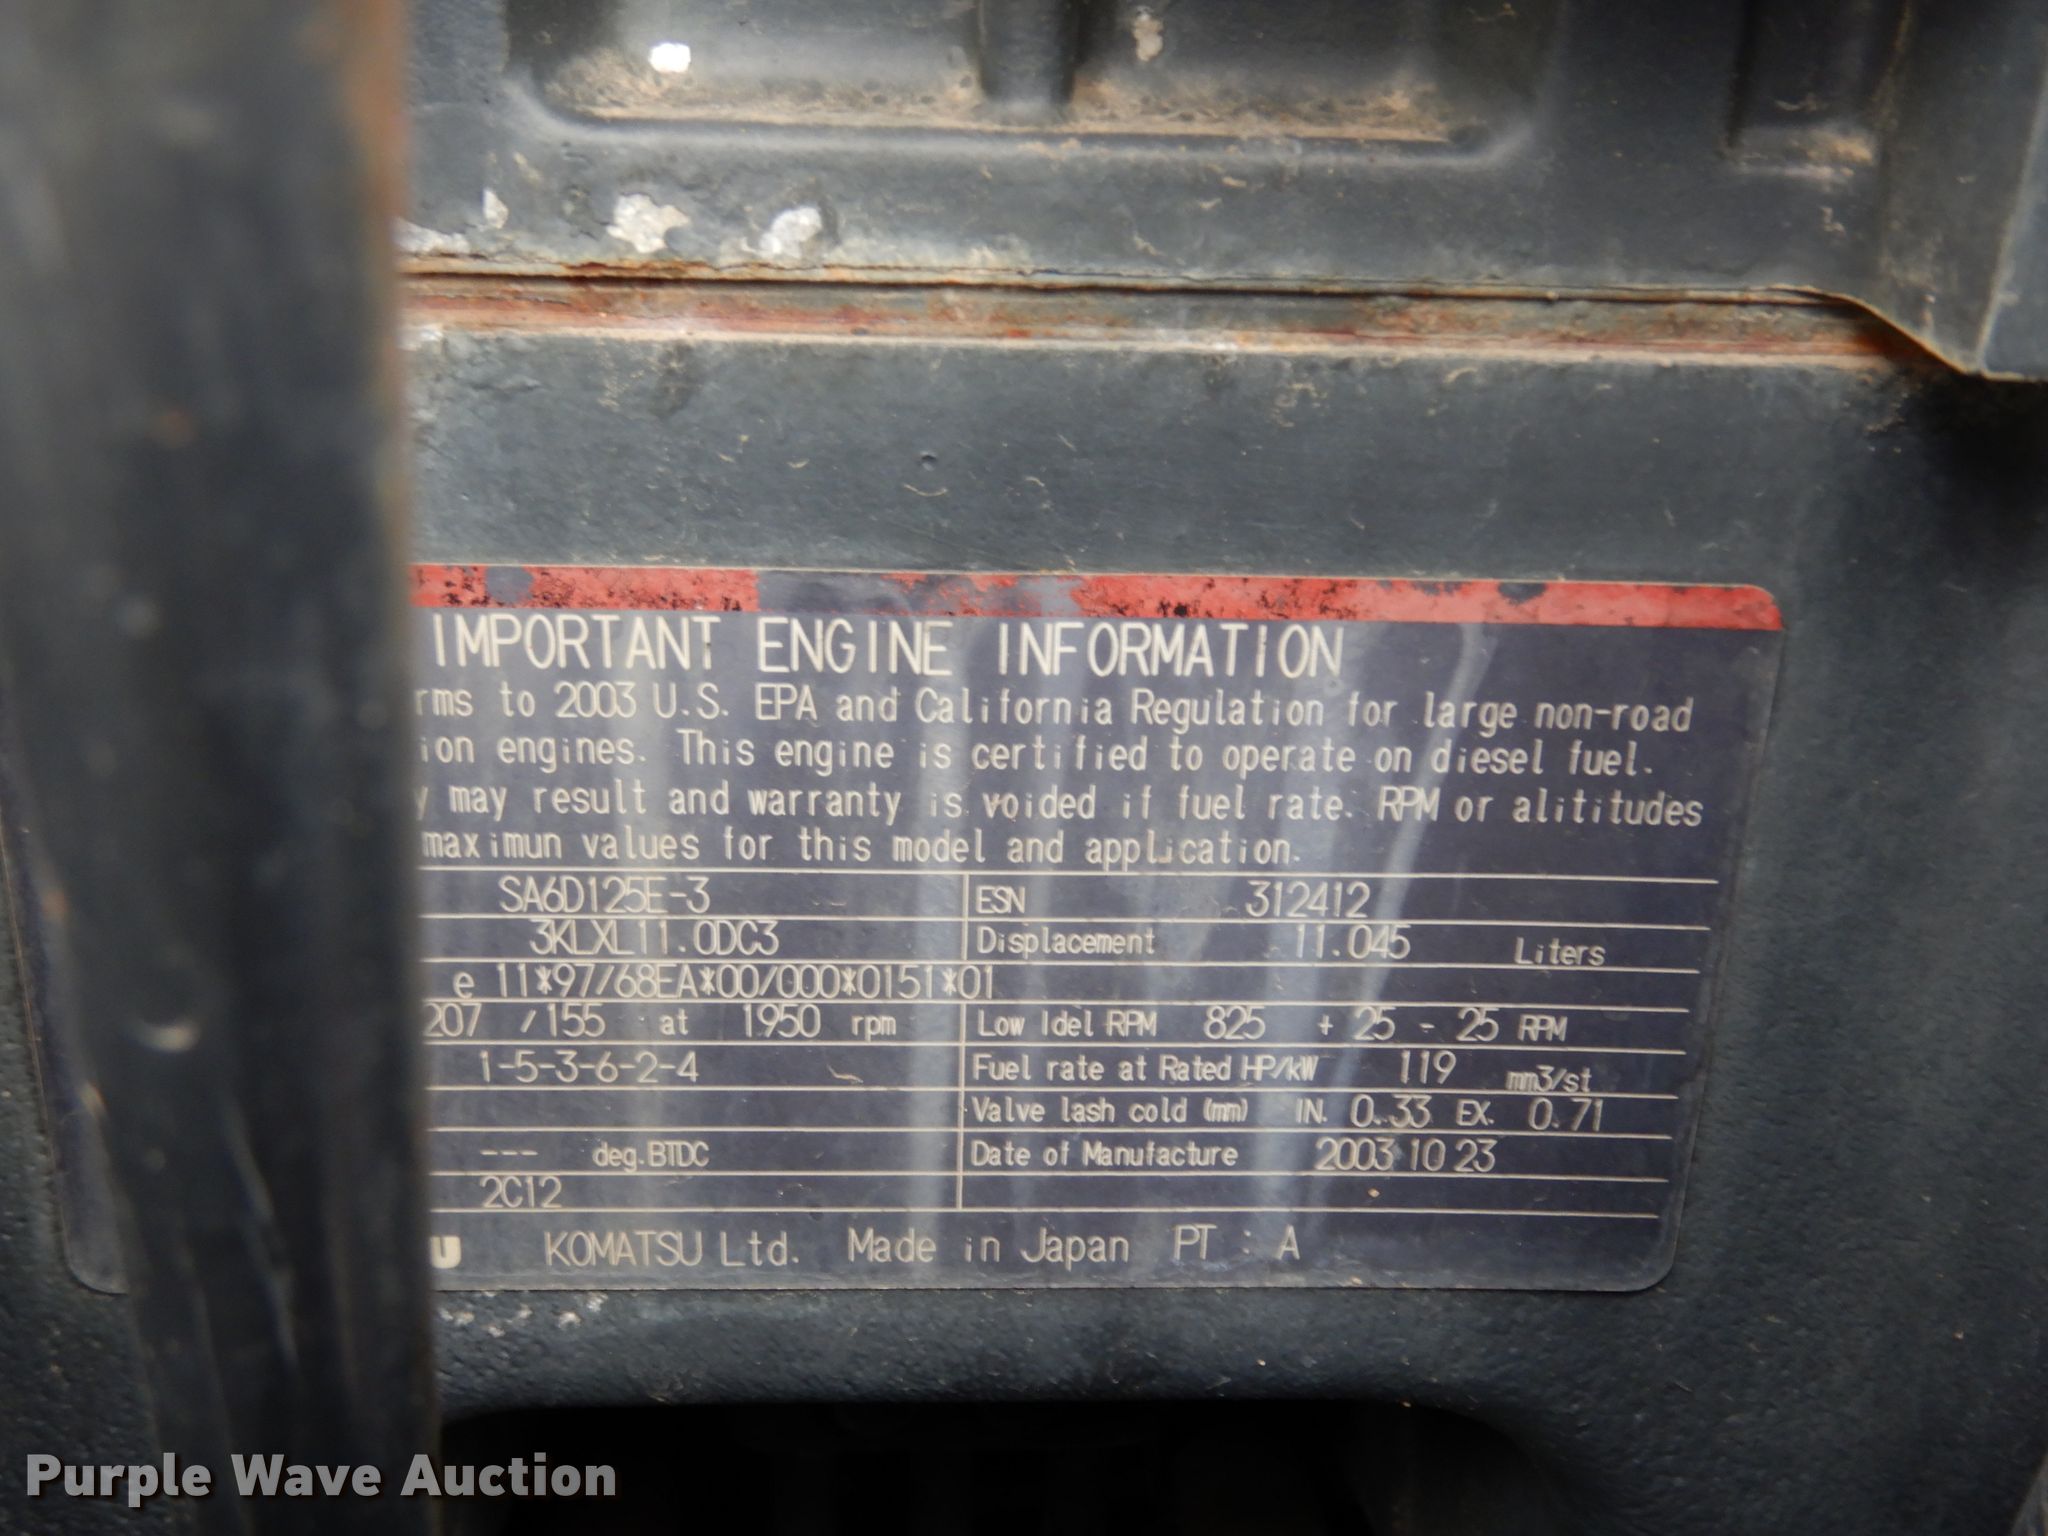 IMPORTANT ENGINE INFORMATION
rms to 2003 U.S. EPA and California Regulation for large non-road
ion engines. This engine is certified to operate on diesel fuel.
y may result and warranty is voided if fuel rate. RPM or alititudes
maximun values for this model and application.
SA6D125E-3 ESN 312412
3KLXL11.0DC3 Displacement 11.045 Liters
e 11*97/68EA*00/000*0151*01
207 /155 at 1950 rpm Low Idel RPM 825 + 25 - 25 RPM
1-5-3-6-2-4 Fuel rate at Rated HP/kW 119 mm3/st
Valve lash cold (mm) IN. 0.33 EX. 0.71
--- deg.BTDC Date of Manufacture 2003 10 23
2C12
U KOMATSU Ltd. Made in Japan PT : A
Purple Wave Auction